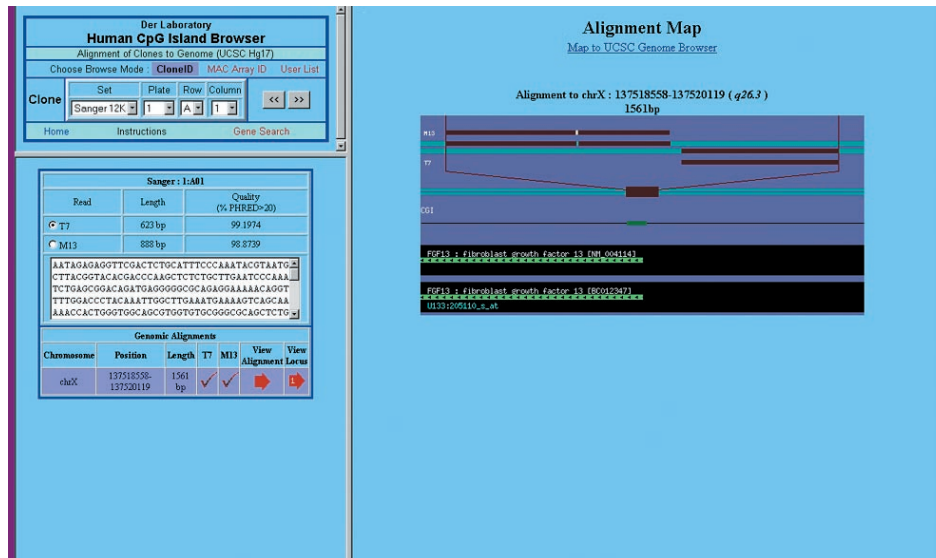 Der Laboratory
Human CpG Island Browser
Alignment of Clones to Genome (UCSC Hg17)
Choose Browse Mode : CloneID MAC Array ID User List
Clone
Set Plate Row Column
Sanger 12K 1 A 1 << >>
Home Instructions Gene Search
Sanger : 1:A01
Read Length Quality (% PHRED>20)
T7 623 bp 99.1974
M13 888 bp 98.8739
AATAGAGAGGTTCGACTCTGCATTTCCCAAATACGTAATG
CTTACGGTACACGACCCAAGCTCTCTGCTTGAATCCCAAA
TCTGAGCGGACAGATGAGGGGGCGCAGAGGAAAAACAGGT
TTTGGACCCTACAAATTGGCTTGAAATGAAAAGTCAGCAA
AAACCACTGGGTGGCAGCGTGGTGTGCGGGCGCAGCTCTG
Genomic Alignments
Chromosome Position Length T7 M13 View Alignment View Locus
chrX 137518558-137520119 1561 bp 1
Alignment Map
Map to UCSC Genome Browser
Alignment to chrX : 137518558-137520119 ( q26.3 )
1561bp
M13
T7
CGI
FGF13 : fibroblast growth factor 13 [NM_004114]
FGF13 : fibroblast growth factor 13 [BC012347]
U133:205110_s_at